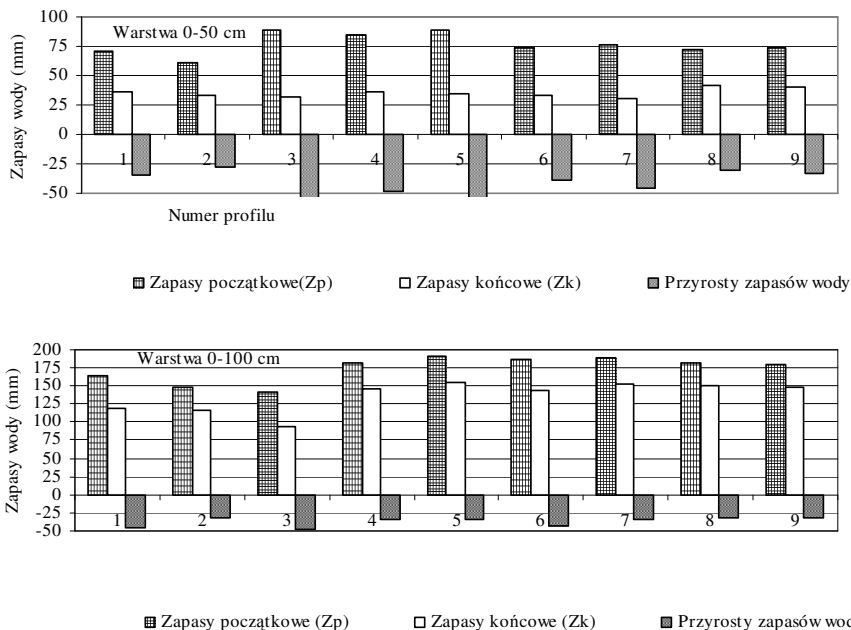 100
Warstwa 0-50 cm
75
50
25
0
-25
-50
Zapasy wody (mm)
1 2 3 4 5 6 7 8 9
Numer profilu
Zapasy początkowe(Zp) Zapasy końcowe (Zk) Przyrosty zapasów wody
200
Warstwa 0-100 cm
175
150
125
100
75
50
25
0
-25
-50
Zapasy wody (mm)
1 2 3 4 5 6 7 8 9
Zapasy początkowe (Zp) Zapasy końcowe (Zk) Przyrosty zapasów